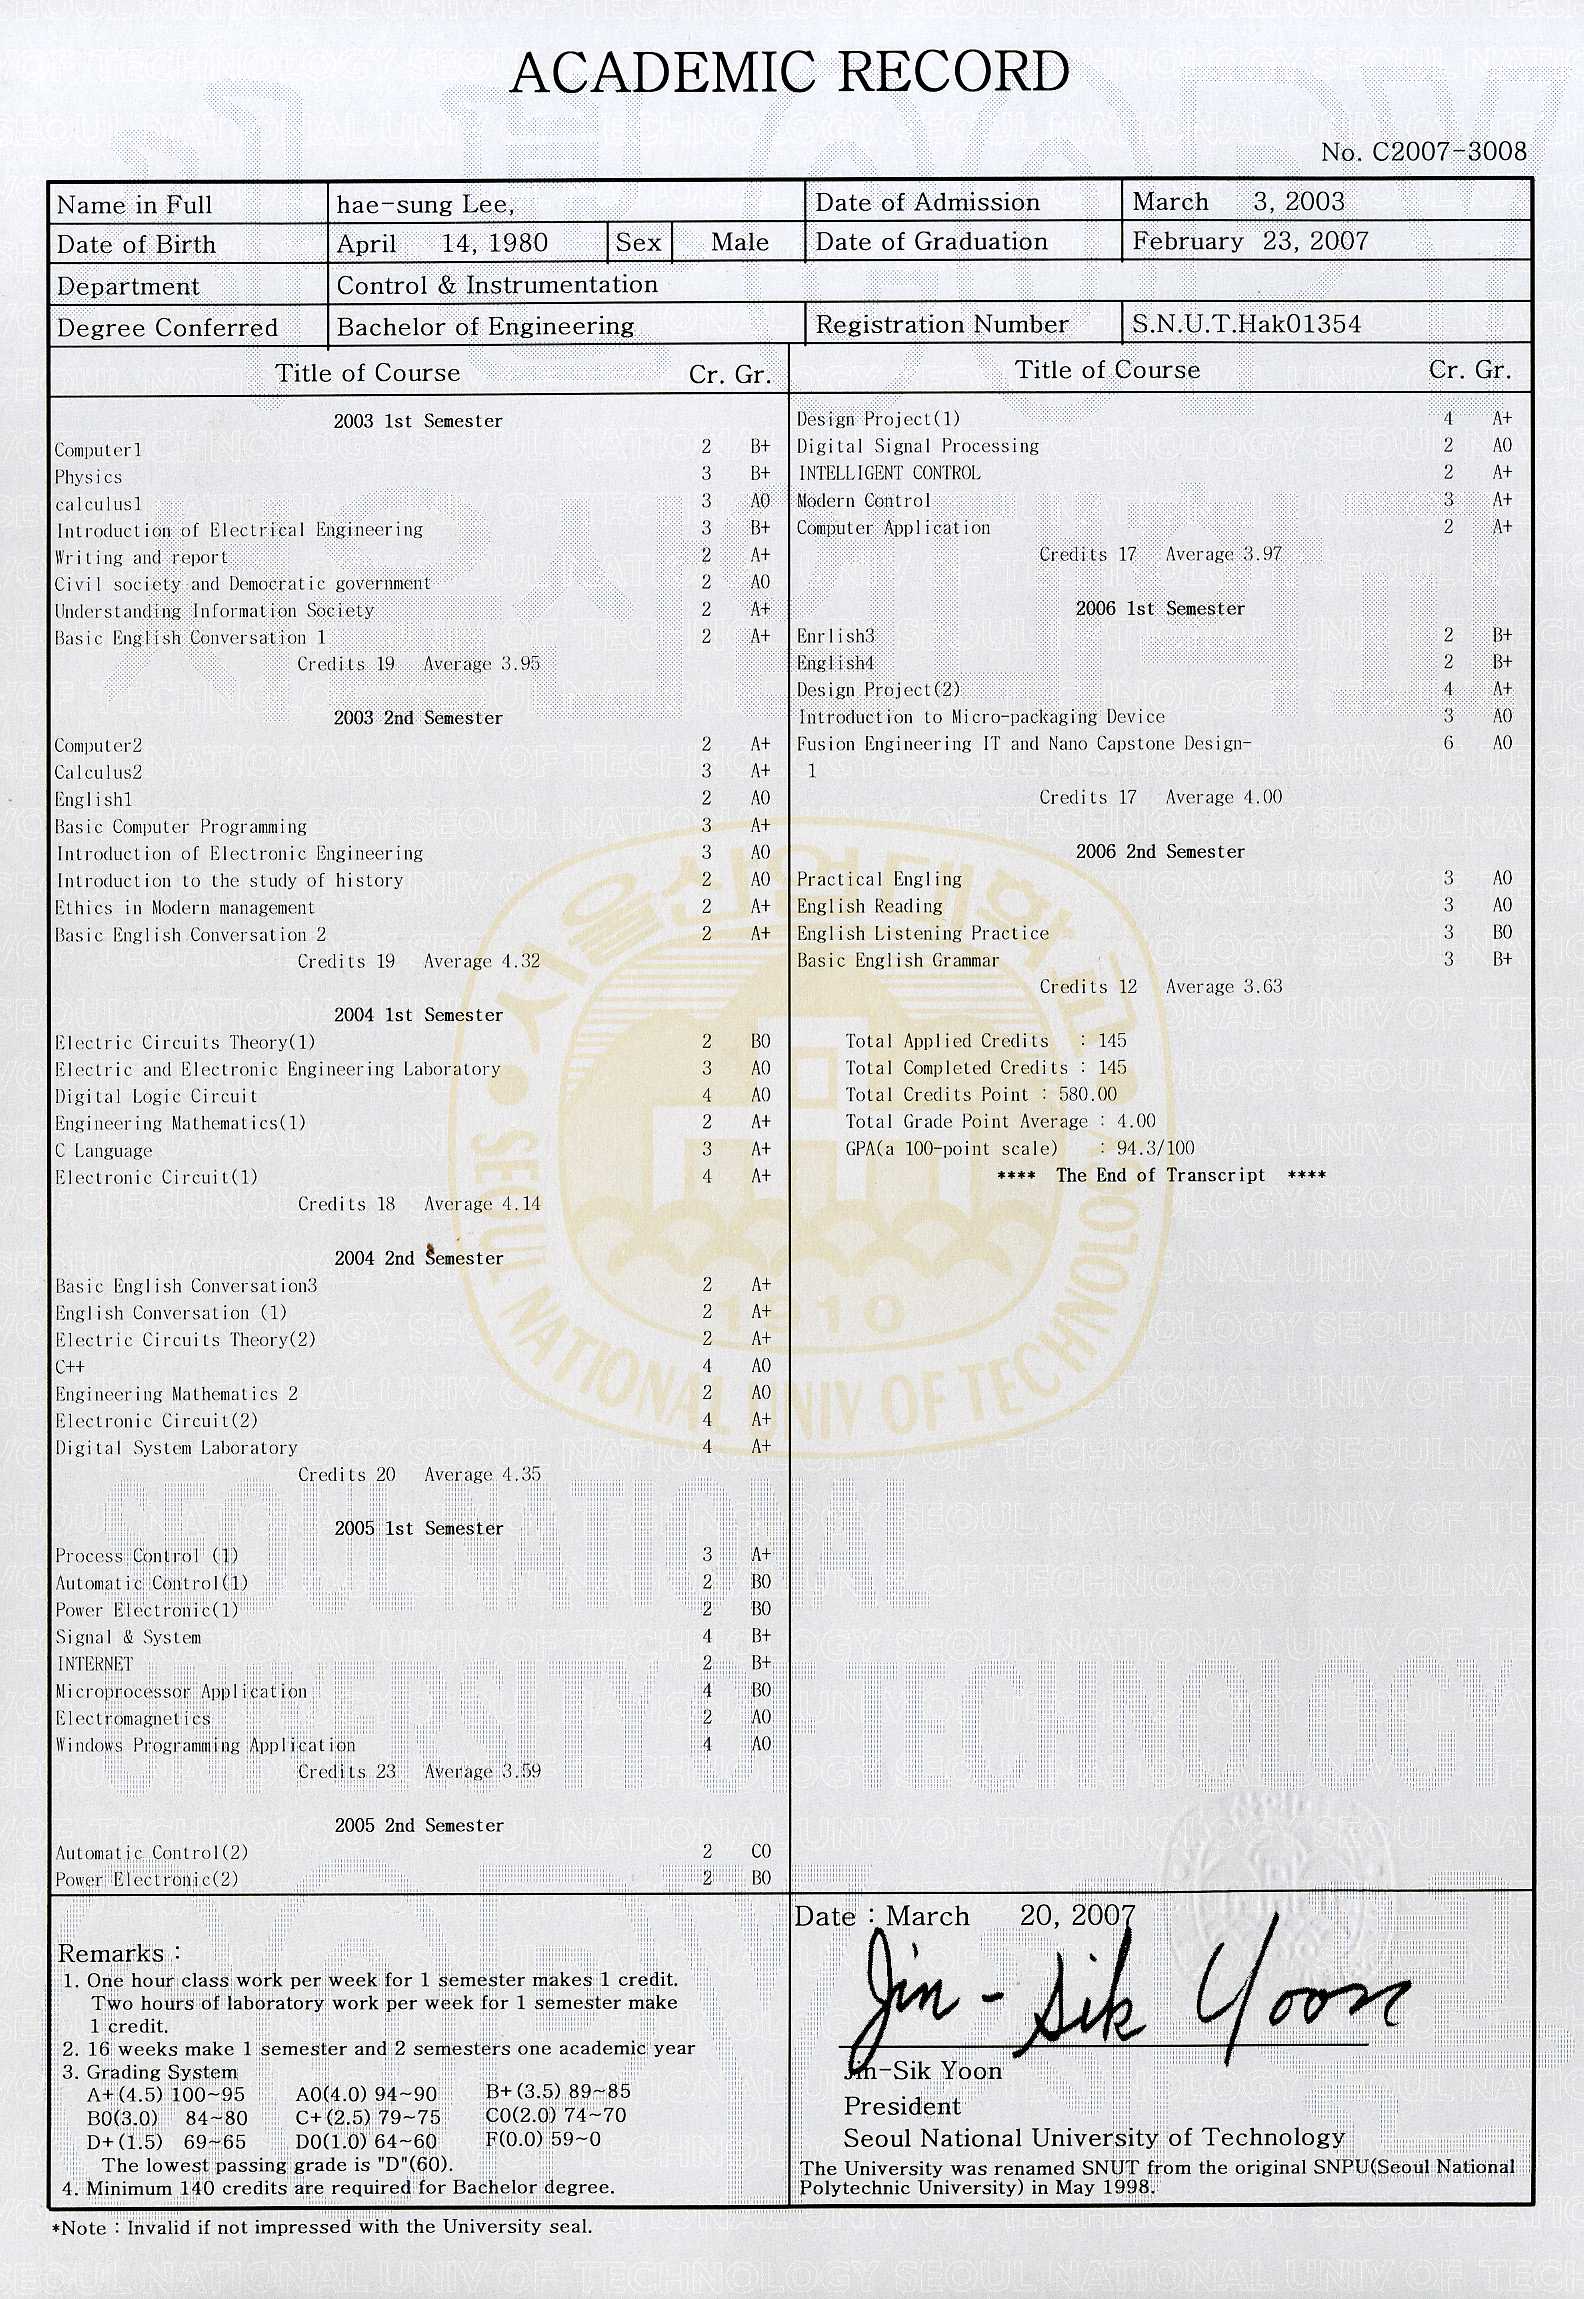 ACADEMIC RECORD
No. C2007-3008
Name in Full hae-sung Lee, Date of Admission March 3, 2003
Date of Birth April 14, 1980 Sex Male Date of Graduation February 23, 2007
Department Control & Instrumentation
Degree Conferred Bachelor of Engineering Registration Number S.N.U.T.Hak01354
Title of Course Cr. Gr.
2003 1st Semester
Computer1 2 B+
Physics 3 B+
calculus1 3 A0
Introduction of Electrical Engineering 3 B+
Writing and report 2 A+
Civil society and Democratic government 2 A0
Understanding Information Society 2 A+
Basic English Conversation 1 2 A+
Credits 19 Average 3.95
2003 2nd Semester
Computer2 2 A+
Calculus2 3 A+
English1 2 A0
Basic Computer Programming 3 A+
Introduction of Electronic Engineering 3 A0
Introduction to the study of history 2 A0
Ethics in Modern management 2 A+
Basic English Conversation 2 2 A+
Credits 19 Average 4.32
2004 1st Semester
Electric Circuits Theory(1) 2 B0
Electric and Electronic Engineering Laboratory 3 A0
Digital Logic Circuit 4 A0
Engineering Mathematics(1) 2 A+
C Language 3 A+
Electronic Circuit(1) 4 A+
Credits 18 Average 4.14
2004 2nd Semester
Basic English Conversation3 2 A+
English Conversation (1) 2 A+
Electric Circuits Theory(2) 2 A+
C++ 4 A0
Engineering Mathematics 2 2 A0
Electronic Circuit(2) 4 A+
Digital System Laboratory 4 A+
Credits 20 Average 4.35
2005 1st Semester
Process Control (1) 3 A+
Automatic Control(1) 2 B0
Power Electronic(1) 2 B0
Signal & System 4 B+
INTERNET 2 B+
Microprocessor Application 4 B0
Electromagnetics 2 A0
Windows Programming Application 4 A0
Credits 23 Average 3.59
2005 2nd Semester
Automatic Control(2) 2 C0
Power Electronic(2) 2 B0
Title of Course Cr. Gr.
Design Project(1) 4 A+
Digital Signal Processing 2 A0
INTELLIGENT CONTROL 2 A+
Modern Control 3 A+
Computer Application 2 A+
Credits 17 Average 3.97
2006 1st Semester
Enrlish3 2 B+
English4 2 B+
Design Project(2) 4 A+
Introduction to Micro-packaging Device 3 A0
Fusion Engineering IT and Nano Capstone Design- 6 A0
1
Credits 17 Average 4.00
2006 2nd Semester
Practical Engling 3 A0
English Reading 3 A0
English Listening Practice 3 B0
Basic English Grammar 3 B+
Credits 12 Average 3.63
Total Applied Credits : 145
Total Completed Credits : 145
Total Credits Point : 580.00
Total Grade Point Average : 4.00
GPA(a 100-point scale) : 94.3/100
**** The End of Transcript ****
서울산업대학교
1910
SEOUL NATIONAL UNIV OF TECHNOLOGY
SEOUL NATIONAL
UNIVERSITY OF TECHNOLOGY
Remarks :
1. One hour class work per week for 1 semester makes 1 credit.
Two hours of laboratory work per week for 1 semester make
1 credit.
2. 16 weeks make 1 semester and 2 semesters one academic year
3. Grading System
A+(4.5) 100~95 A0(4.0) 94~90 B+(3.5) 89~85
B0(3.0) 84~80 C+(2.5) 79~75 C0(2.0) 74~70
D+(1.5) 69~65 D0(1.0) 64~60 F(0.0) 59~0
The lowest passing grade is "D"(60).
4. Minimum 140 credits are required for Bachelor degree.
Date : March 20, 2007
Jin-Sik Yoon
Jin-Sik Yoon
President
Seoul National University of Technology
The University was renamed SNUT from the original SNPU(Seoul National
Polytechnic University) in May 1998.
*Note : Invalid if not impressed with the University seal.